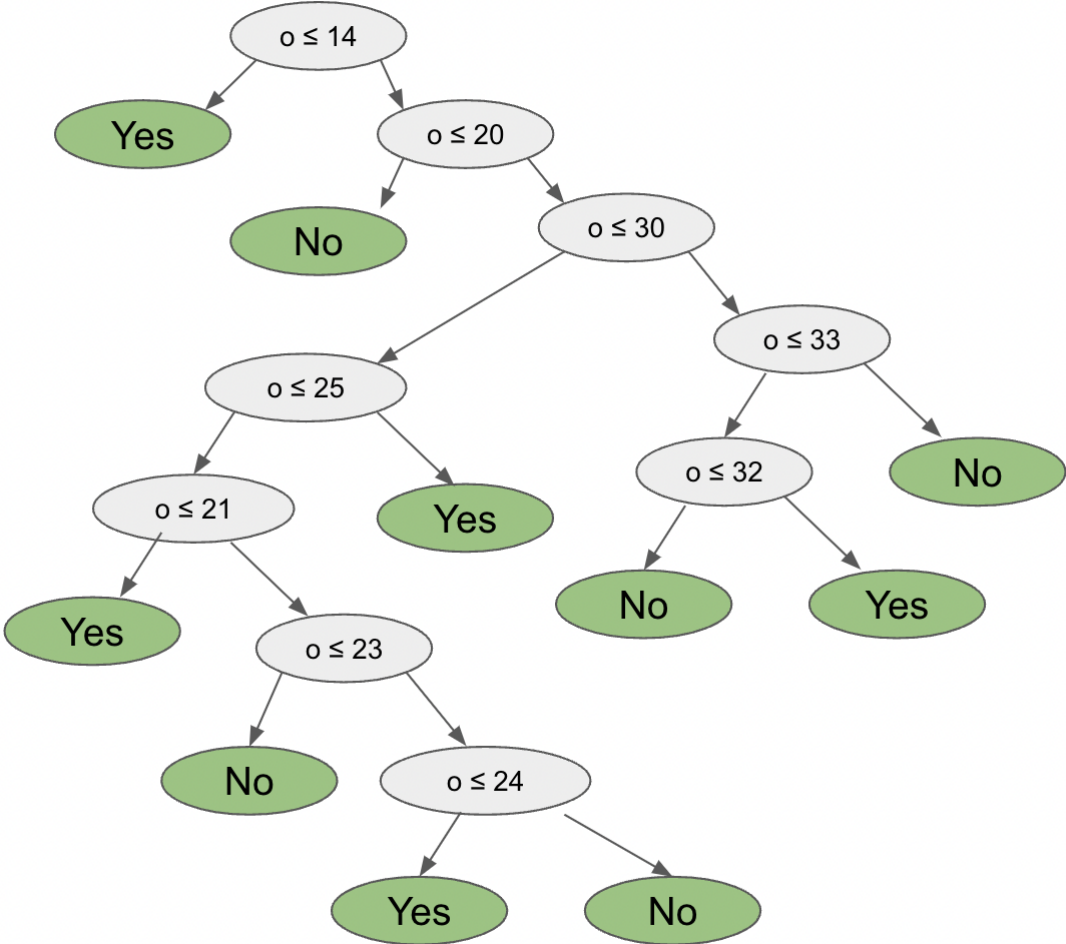 o ≤ 14
Yes
o ≤ 20
No
o ≤ 30
o ≤ 33
o ≤ 25
o ≤ 32
No
o ≤ 21
Yes
No
Yes
Yes
o ≤ 23
No
o ≤ 24
Yes
No